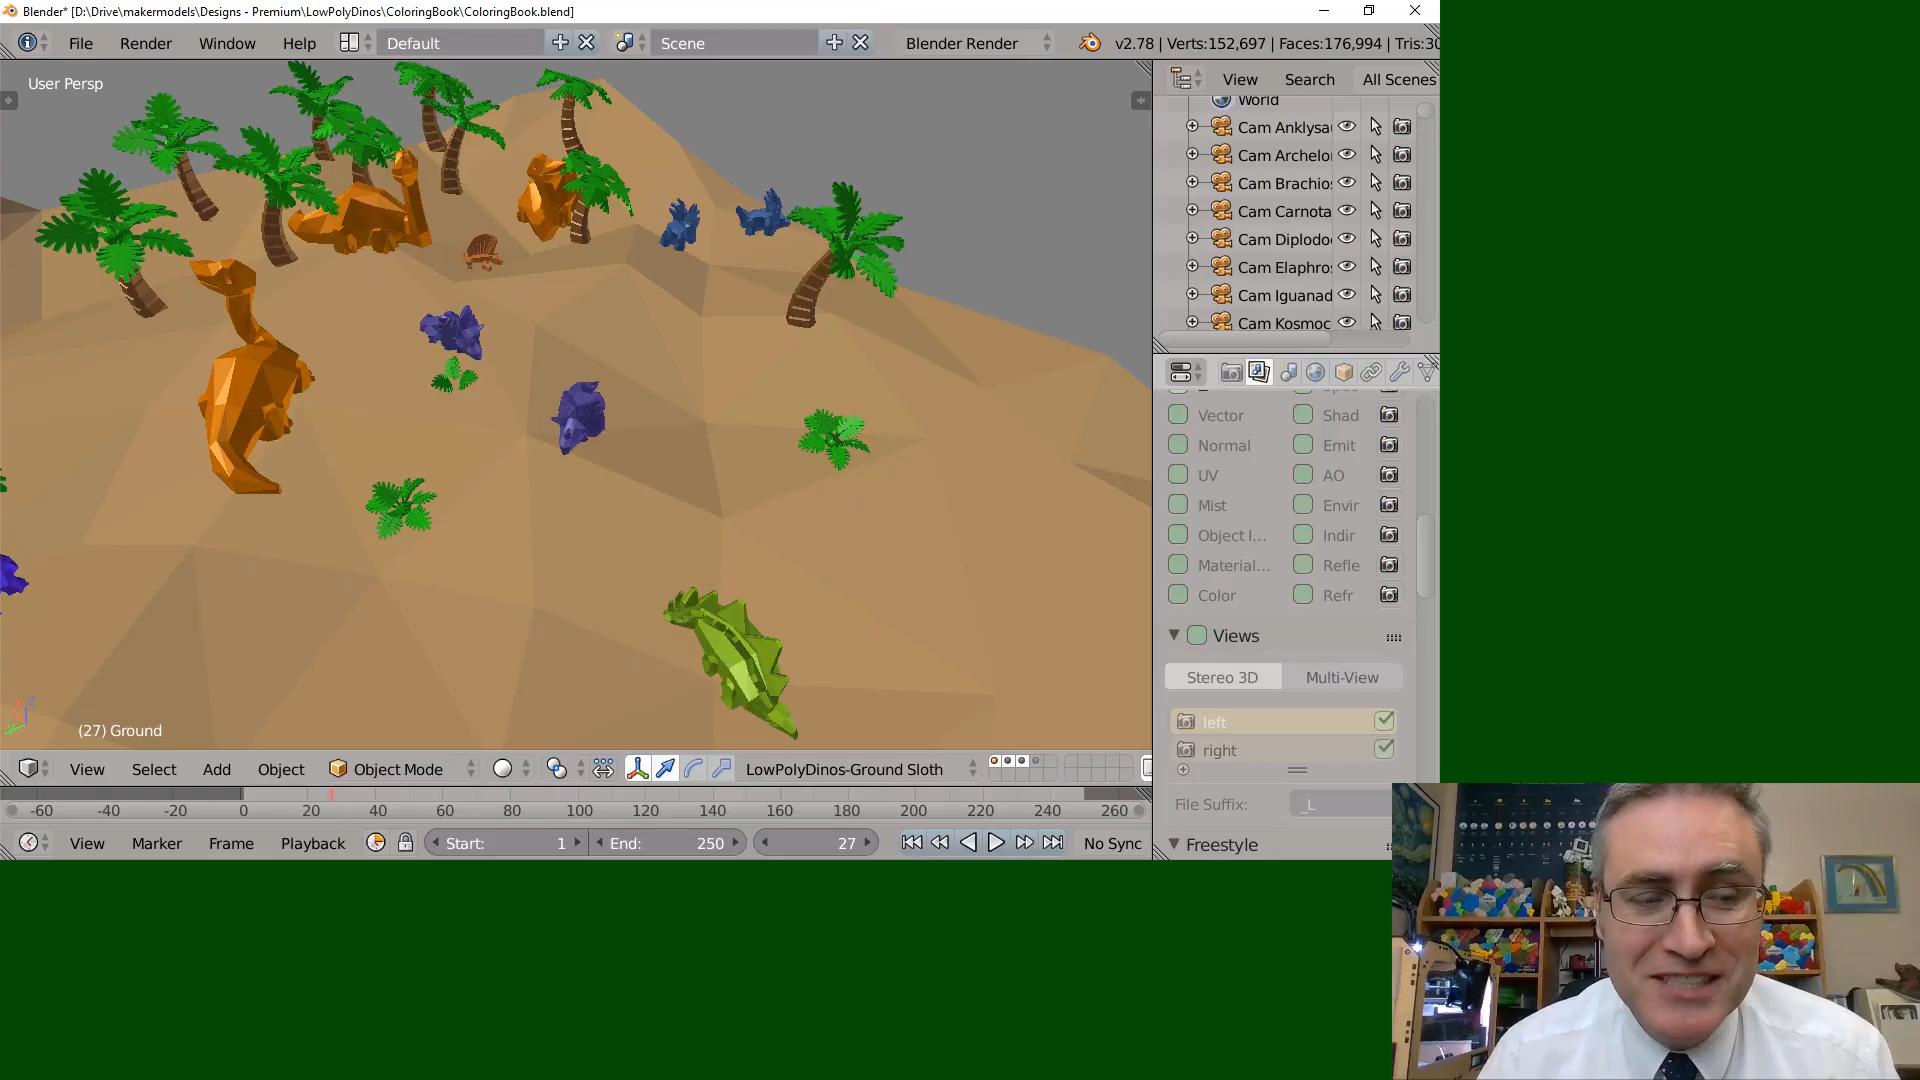 Blender* [D:\Drive\makermodels\Designs - Premium\LowPolyDinos\ColoringBook\ColoringBook.blend]
File Render Window Help Default Scene Blender Render v2.78 | Verts:152,697 | Faces:176,994 | Tris:30
User Persp
View Search All Scenes
World
Cam Anklysa
Cam Archelo
Cam Brachio
Cam Carnota
Cam Diplodo
Cam Elaphro
Cam Iguanad
Cam Kosmoc
Vector Shad
Normal Emit
UV AO
Mist Envir
Object I... Indir
Material... Refle
Color Refr
Views
Stereo 3D Multi-View
left
right
File Suffix: _L
Freestyle
(27) Ground
View Select Add Object Object Mode LowPolyDinos-Ground Sloth
-60 -40 -20 0 20 40 60 80 100 120 140 160 180 200 220 240 260
View Marker Frame Playback Start: 1 End: 250 27 No Sync